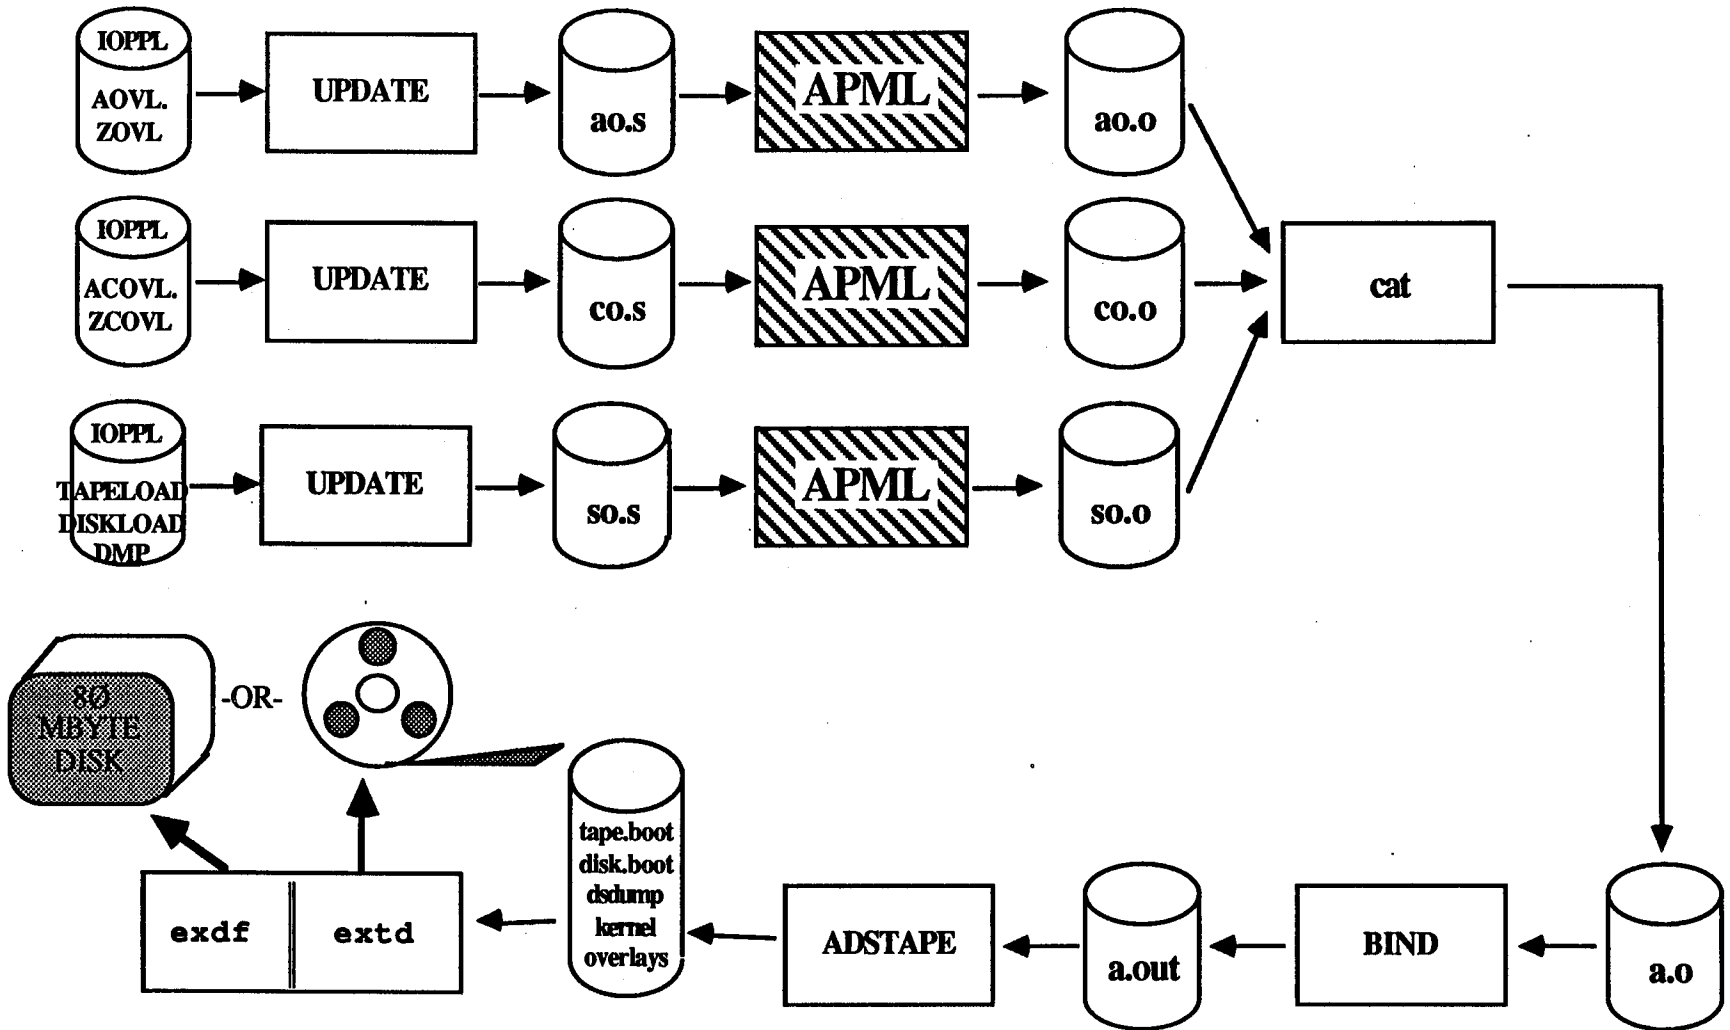 IOPPL
AOVL.
ZOVL
UPDATE
ao.s
APML
ao.o
IOPPL
ACOVL.
ZCOVL
UPDATE
co.s
APML
co.o
cat
IOPPL
TAPELOAD
DISKLOAD
DMP
UPDATE
so.s
APML
so.o
8Ø
MBYTE
DISK
-OR-
tape.boot
disk.boot
dsdump
kernel
overlays
exdf
extd
ADSTAPE
a.out
BIND
a.o